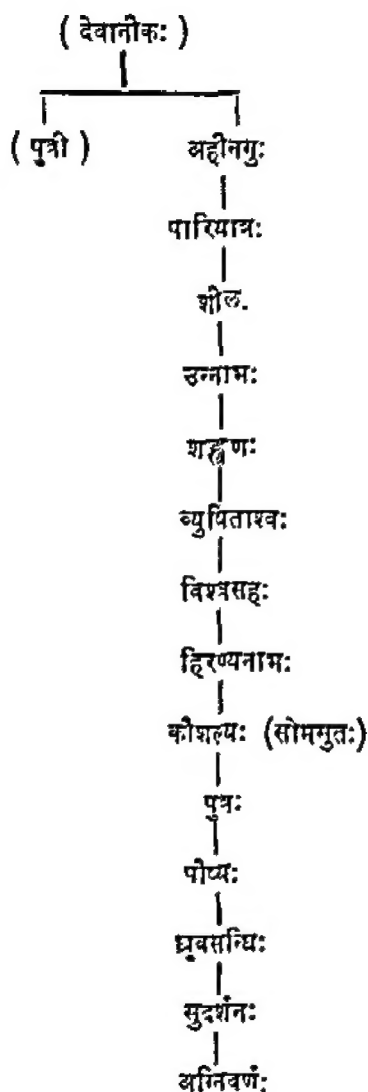 ( देवानीकः )
( पुत्री ) अहीनगुः
पारियात्रः
शील.
उन्नाभः
शङ्खणः
व्युषिताश्वः
विश्वसहः
हिरण्यनाभः
कौशल्यः (सोमसुतः)
पुत्रः
पौष्यः
ध्रुवसन्धिः
सुदर्शनः
अग्निवर्णः